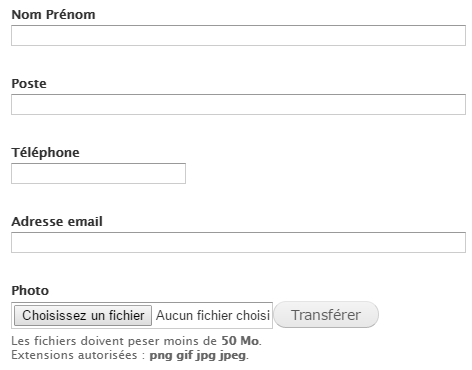 Nom Prénom
Poste
Téléphone
Adresse email
Photo
Choisissez un fichier Aucun fichier choisi Transférer
Les fichiers doivent peser moins de 50 Mo.
Extensions autorisées : png gif jpg jpeg.